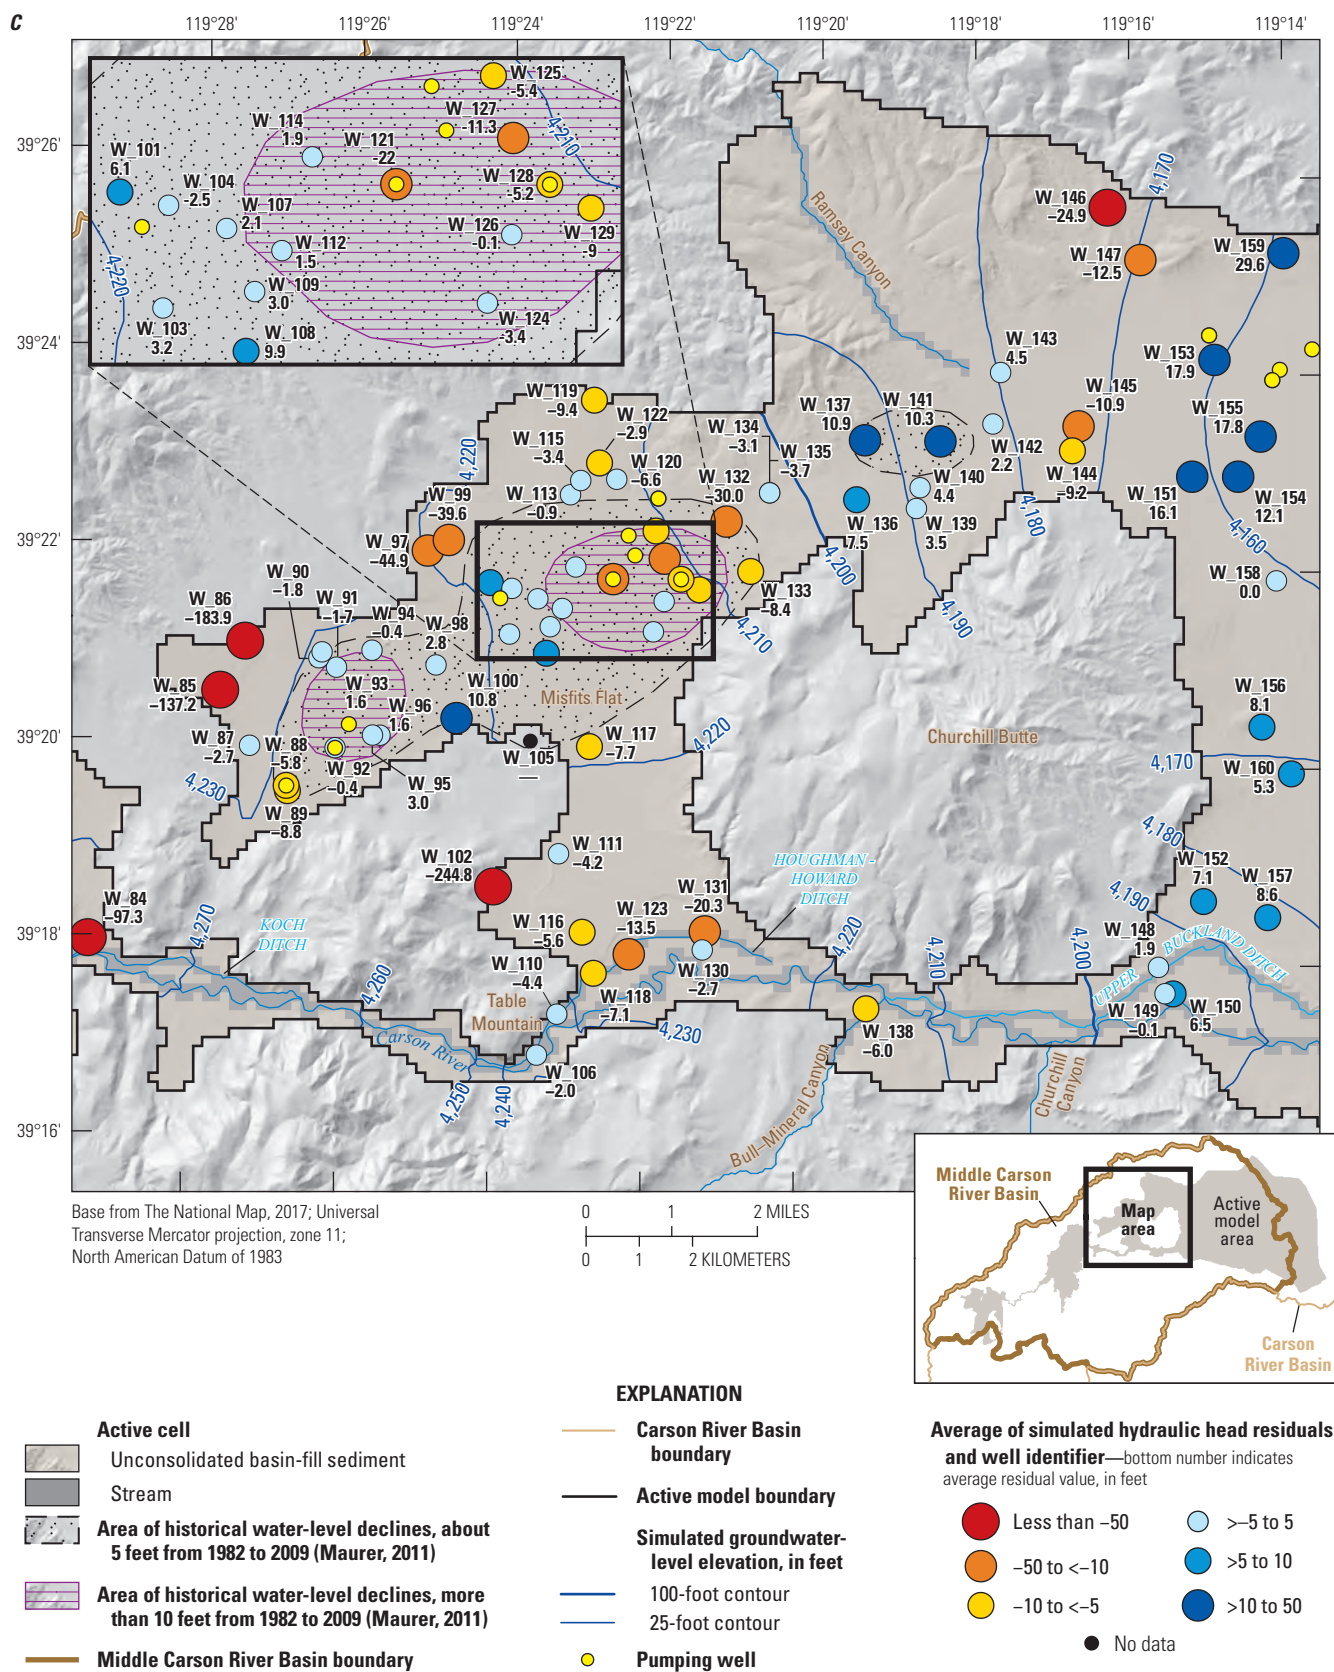 C
119°28' 119°26' 119°24' 119°22' 119°20' 119°18' 119°16' 119°14'
39°26'
39°24'
39°22'
39°20'
39°18'
39°16'
W_125
-5.4
W_127
-11.3
W_114
1.9
W_121
-22
4,210
W_101
6.1
W_104
-2.5
W_128
-5.2
W_107
2.1
W_126
-0.1
W_129
-9
W_112
1.5
4,220
W_109
3.0
W_103
3.2
W_108
9.9
W_124
-3.4
Ramsey Canyon
4,170
W_146
−24.9
W_147
−12.5
W_159
29.6
W_143
4.5
W_153
17.9
W_119
−9.4
W_122
−2.9
W_134
−3.1
W_137
10.9
W_141
10.3
W_145
−10.9
W_155
17.8
W_115
−3.4
W_120
−6.6
W_135
−3.7
W_142
2.2
W_144
−9.2
4,220
W_99
−39.6
W_113
−0.9
W_132
−30.0
W_140
4.4
W_151
16.1
W_154
12.1
W_97
−44.9
W_136
7.5
W_139
3.5
4,180
4,160
4,200
W_90
−1.8
W_158
0.0
W_86
−183.9
W_91
−1.7
W_94
−0.4
W_98
2.8
W_133
−8.4
4,210
4,190
W_85
−137.2
W_93
1.6
W_100
10.8
Misfits Flat
W_156
8.1
W_87
−2.7
W_88
−5.8
W_96
1.6
W_105
—
W_117
−7.7
4,220
Churchill Butte
4,170
W_160
5.3
4,230
W_92
−0.4
W_95
3.0
W_89
−8.8
4,180
W_111
−4.2
W_102
−244.8
HOUGHMAN -
HOWARD
DITCH
W_152
7.1
W_157
8.6
W_84
−97.3
W_131
−20.3
4,190
4,270
KOCH
DITCH
W_116
−5.6
W_123
−13.5
W_148
1.9
UPPER BUCKLAND DITCH
4,220
4,210
4,200
4,260
W_110
−4.4
W_130
−2.7
Table
Mountain
W_118
−7.1
4,230
W_149
−0.1
W_150
6.5
W_138
−6.0
Carson River
W_106
−2.0
4,250
4,240
Bull–Mineral Canyon
Churchill
Canyon
Base from The National Map, 2017; Universal
Transverse Mercator projection, zone 11;
North American Datum of 1983
0 1 2 MILES
0 1 2 KILOMETERS
Middle Carson
River Basin
Map
area
Active
model
area
Carson
River Basin
EXPLANATION
Active cell
Unconsolidated basin-fill sediment
Stream
Area of historical water-level declines, about
5 feet from 1982 to 2009 (Maurer, 2011)
Area of historical water-level declines, more
than 10 feet from 1982 to 2009 (Maurer, 2011)
Middle Carson River Basin boundary
Carson River Basin
boundary
Active model boundary
Simulated groundwater-
level elevation, in feet
100-foot contour
25-foot contour
Pumping well
Average of simulated hydraulic head residuals
and well identifier—bottom number indicates
average residual value, in feet
Less than −50
−50 to <−10
−10 to <−5
>−5 to 5
>5 to 10
>10 to 50
No data